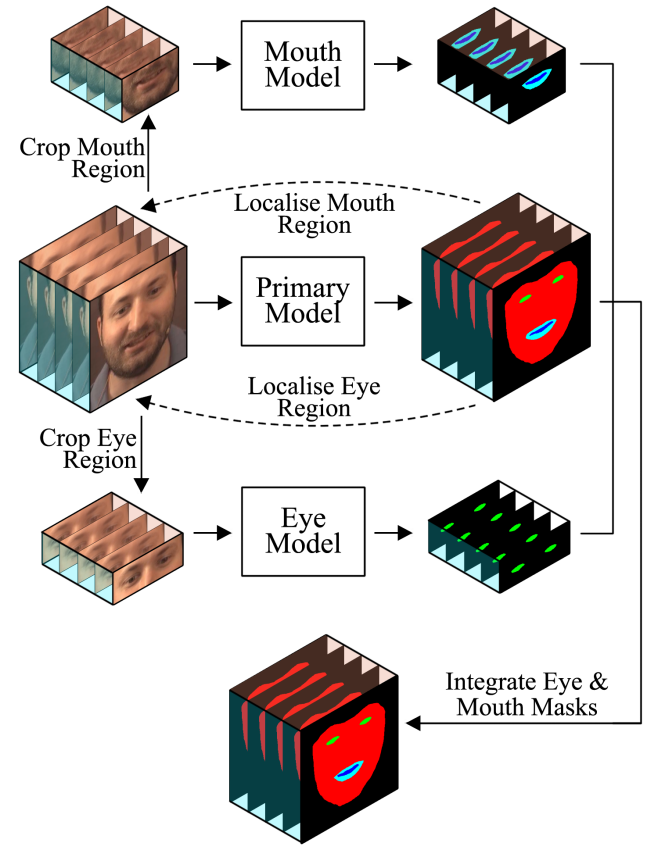 Mouth
Model
Crop Mouth
Region
Localise Mouth
Region
Primary
Model
Localise Eye
Region
Crop Eye
Region
Eye
Model
Integrate Eye &
Mouth Masks